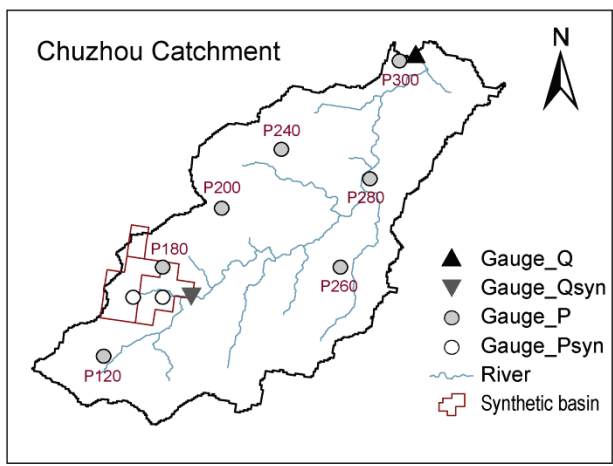 Chuzhou Catchment
N
P300
P240
P280
P200
P180
P260
P120
Gauge_Q
Gauge_Qsyn
Gauge_P
Gauge_Psyn
River
Synthetic basin